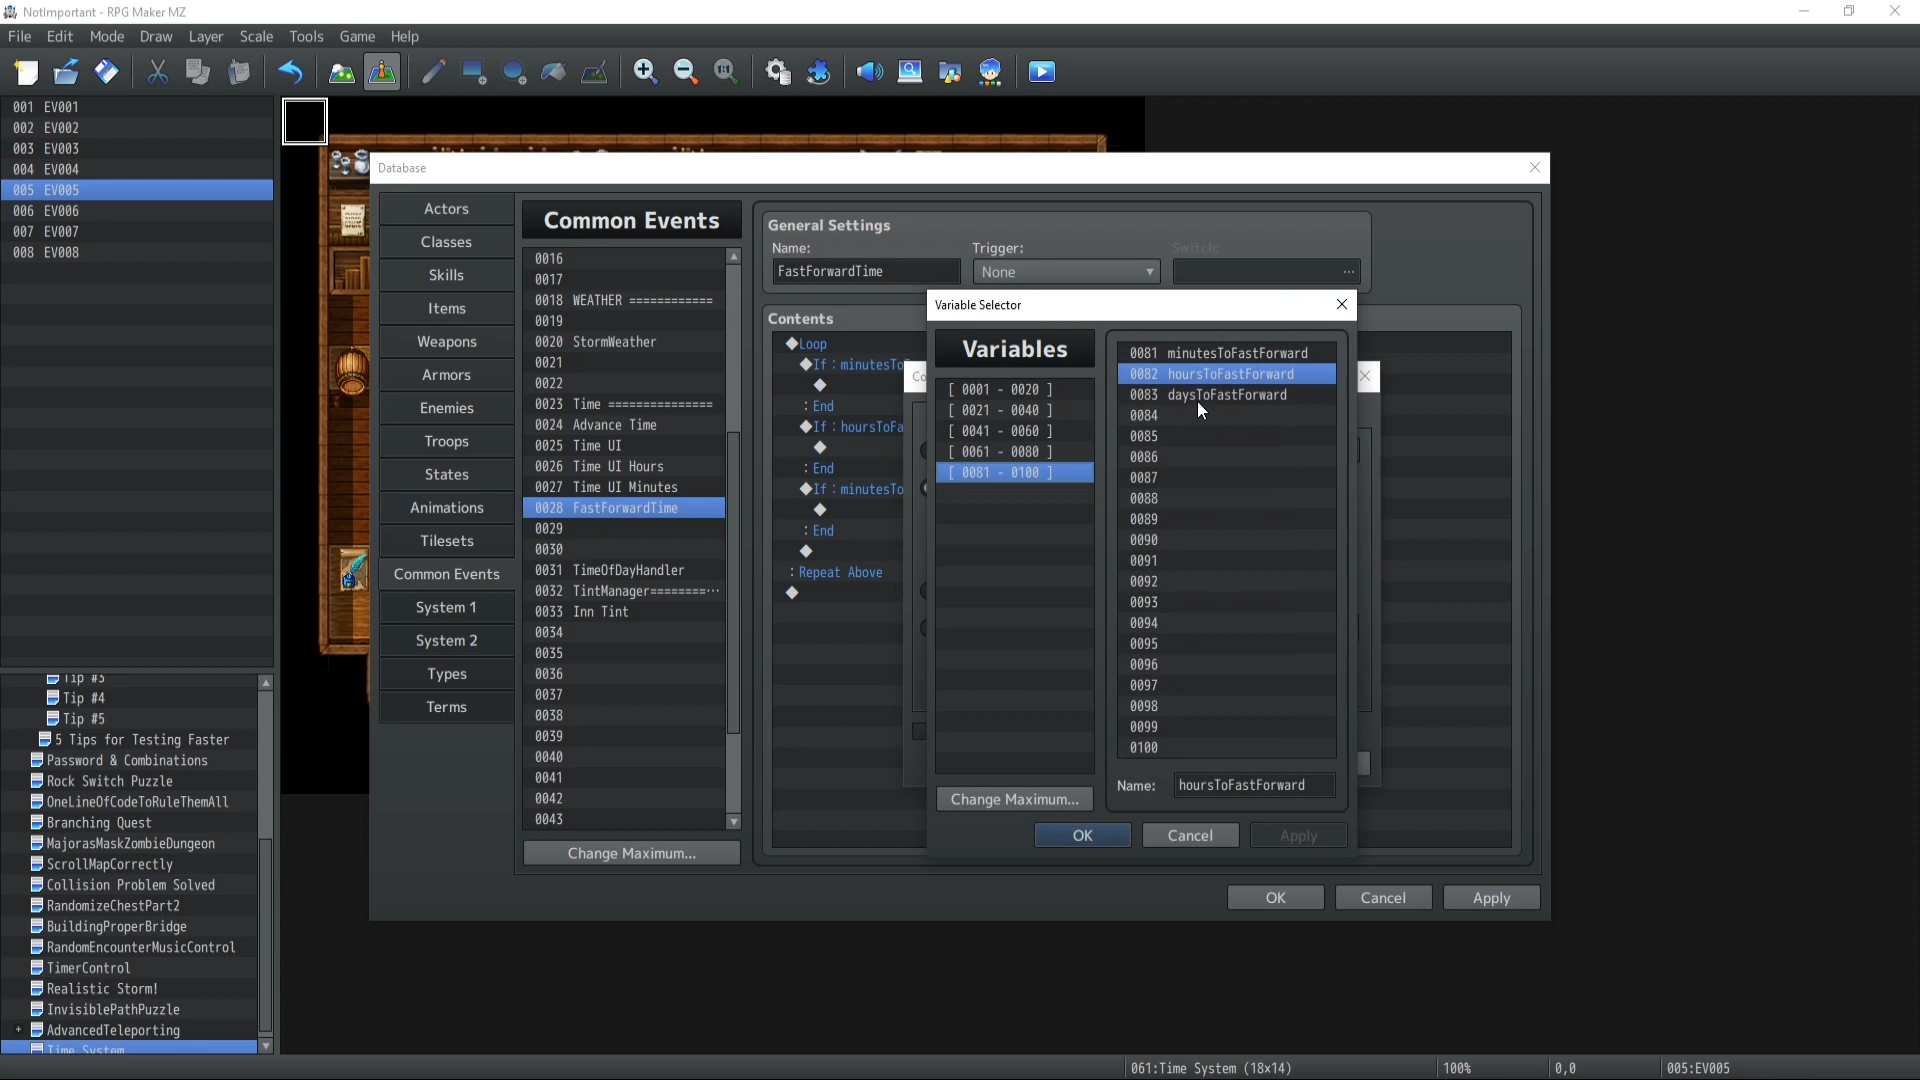 NotImportant - RPG Maker MZ
File Edit Mode Draw Layer Scale Tools Game Help
001 EV001
002 EV002
003 EV003
004 EV004
005 EV005
006 EV006
007 EV007
008 EV008
Tip #3
Tip #4
Tip #5
5 Tips for Testing Faster
Password & Combinations
Rock Switch Puzzle
OneLineOfCodeToRuleThemAll
Branching Quest
MajorasMaskZombieDungeon
ScrollMapCorrectly
Collision Problem Solved
RandomizeChestPart2
BuildingProperBridge
RandomEncounterMusicControl
TimerControl
Realistic Storm!
InvisiblePathPuzzle
AdvancedTeleporting
Time System
Database
Actors
Classes
Skills
Items
Weapons
Armors
Enemies
Troops
States
Animations
Tilesets
Common Events
System 1
System 2
Types
Terms
Common Events
0016
0017
0018 WEATHER ============
0019
0020 StormWeather
0021
0022
0023 Time ===============
0024 Advance Time
0025 Time UI
0026 Time UI Hours
0027 Time UI Minutes
0028 FastForwardTime
0029
0030
0031 TimeOfDayHandler
0032 TintManager========…
0033 Inn Tint
0034
0035
0036
0037
0038
0039
0040
0041
0042
0043
Change Maximum...
General Settings
Name: Trigger: Switch:
FastForwardTime None ...
Contents
◆Loop
◆If : minutesTo
◆
: End
◆If : hoursToFa
◆
: End
◆If : minutesTo
◆
: End
◆
: Repeat Above
◆
Co
Variable Selector
Variables
[ 0001 - 0020 ]
[ 0021 - 0040 ]
[ 0041 - 0060 ]
[ 0061 - 0080 ]
[ 0081 - 0100 ]
Change Maximum...
0081 minutesToFastForward
0082 hoursToFastForward
0083 daysToFastForward
0084
0085
0086
0087
0088
0089
0090
0091
0092
0093
0094
0095
0096
0097
0098
0099
0100
Name: hoursToFastForward
OK Cancel Apply
OK Cancel Apply
061:Time System (18x14) 100% 0,0 005:EV005